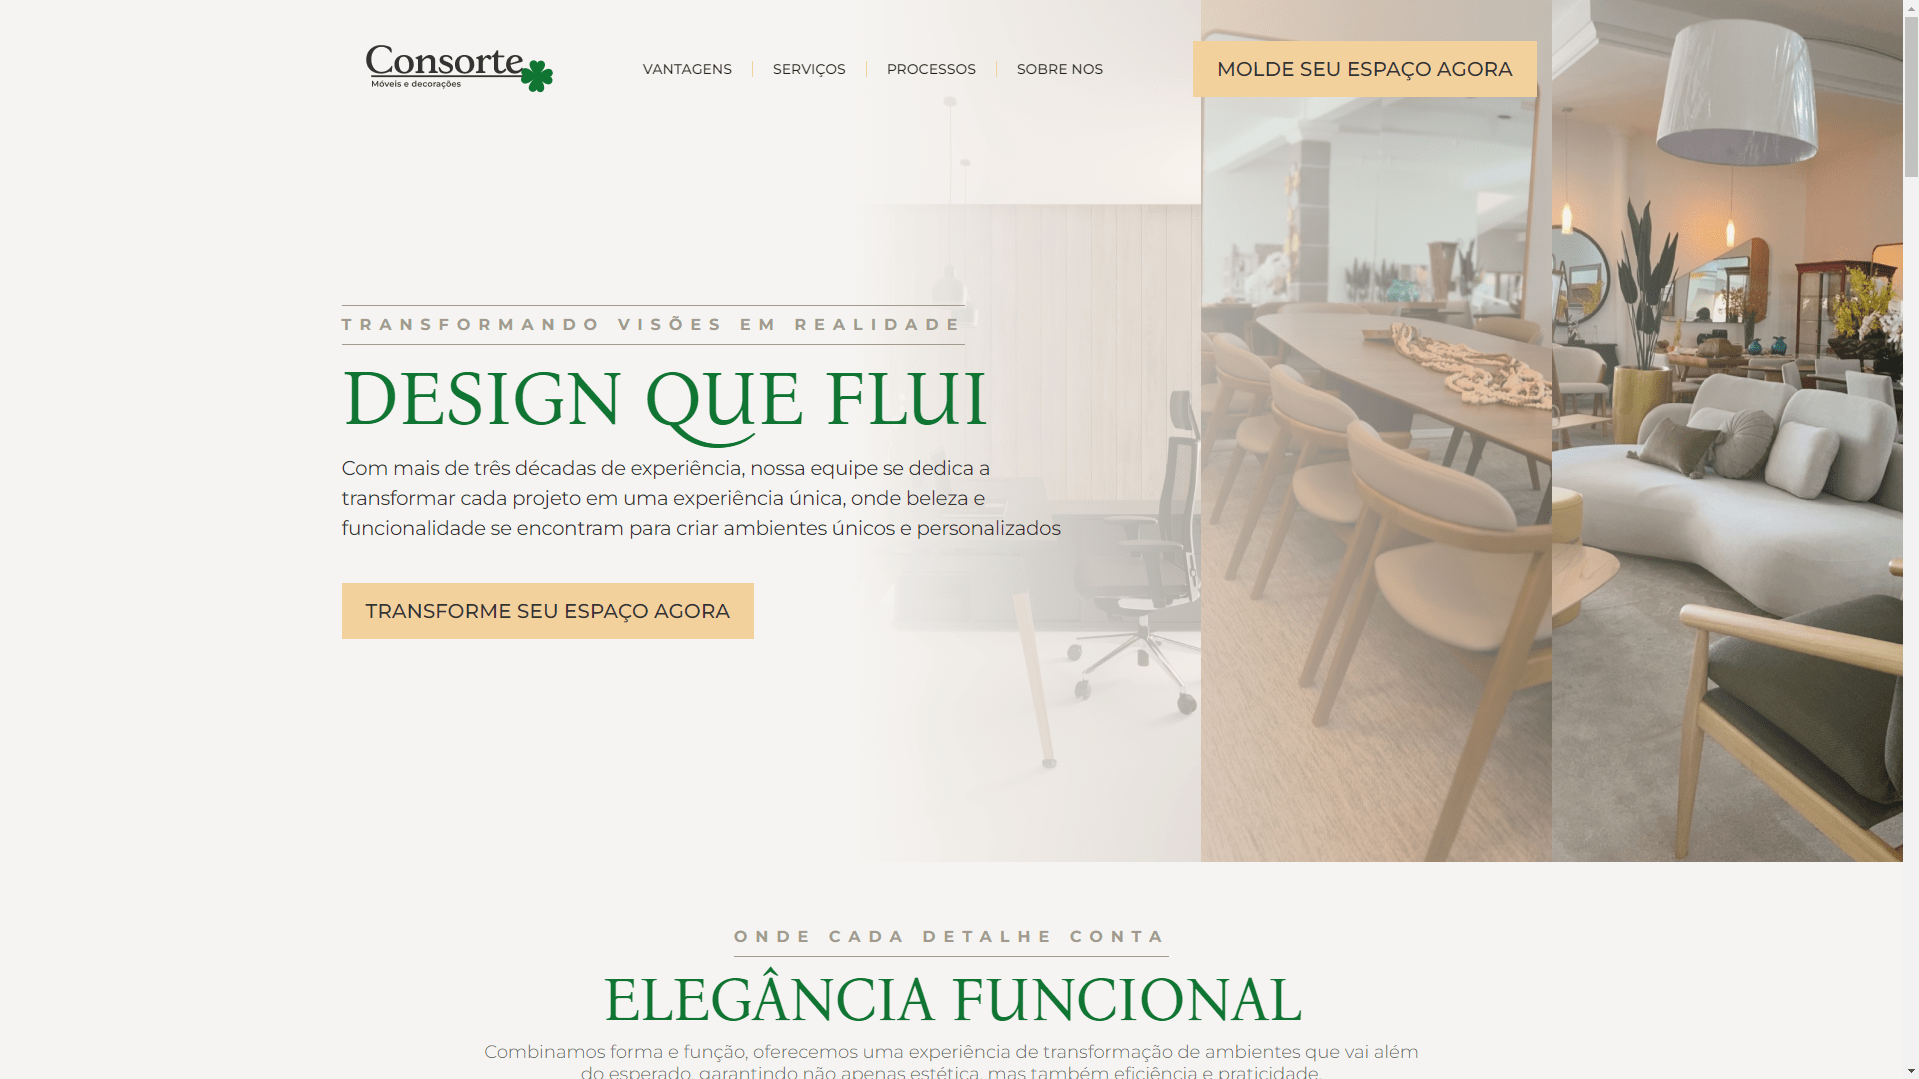 Consorte
Móveis e decorações
VANTAGENS
SERVIÇOS
PROCESSOS
SOBRE NOS
MOLDE SEU ESPAÇO AGORA
TRANSFORMANDO VISÕES EM REALIDADE
DESIGN QUE FLUI
Com mais de três décadas de experiência, nossa equipe se dedica a
transformar cada projeto em uma experiência única, onde beleza e
funcionalidade se encontram para criar ambientes únicos e personalizados
TRANSFORME SEU ESPAÇO AGORA
ONDE CADA DETALHE CONTA
ELEGÂNCIA FUNCIONAL
Combinamos forma e função, oferecemos uma experiência de transformação de ambientes que vai além
do esperado, garantindo não apenas estética, mas também eficiência e praticidade.